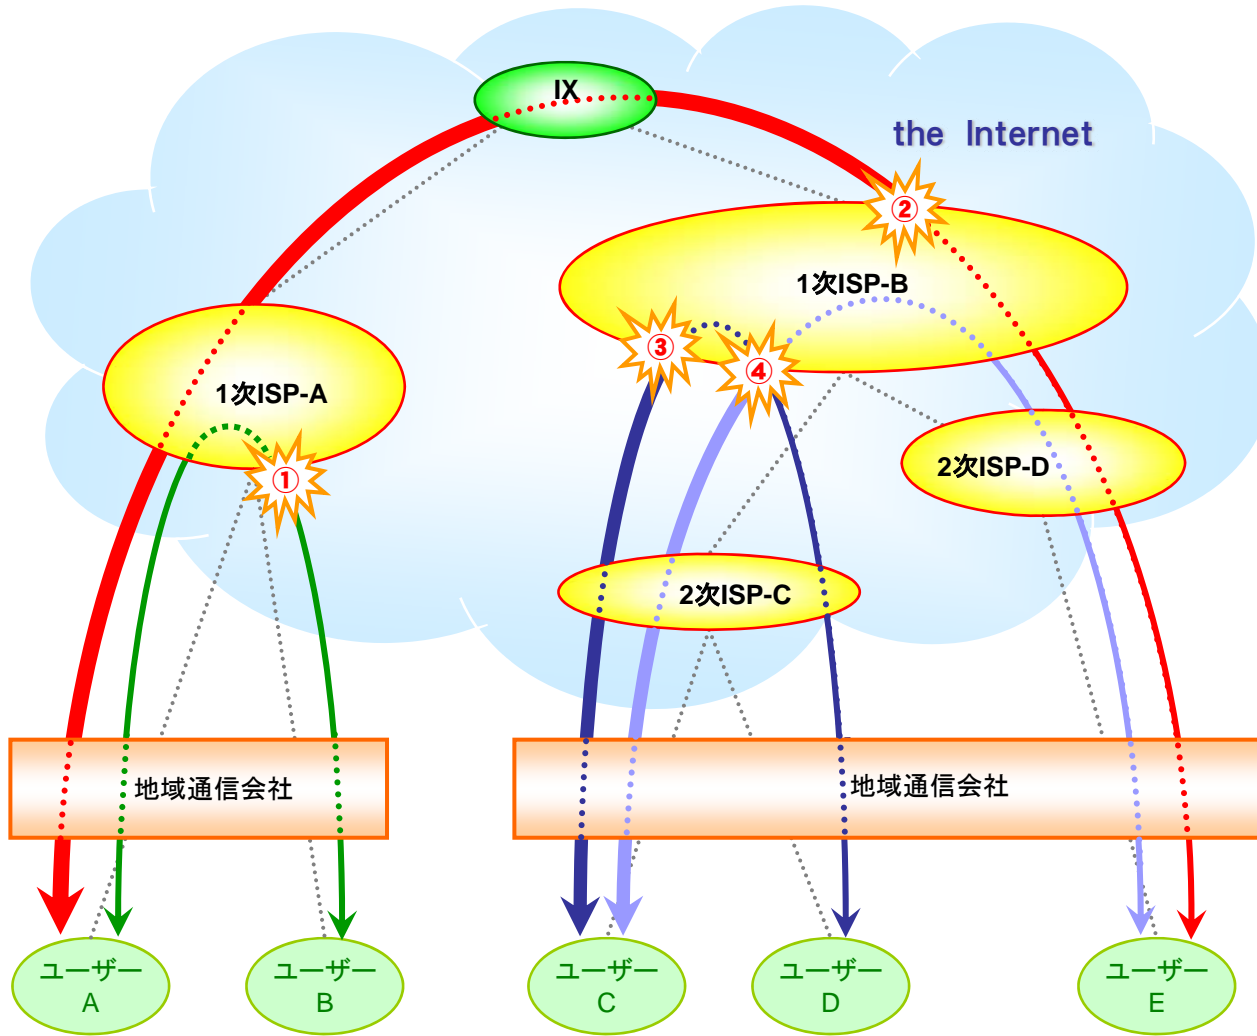 IX
the Internet
②
1次ISP-B
③
④
1次ISP-A
①
2次ISP-D
2次ISP-C
地域通信会社
地域通信会社
ユーザー
A
ユーザー
B
ユーザー
C
ユーザー
D
ユーザー
E